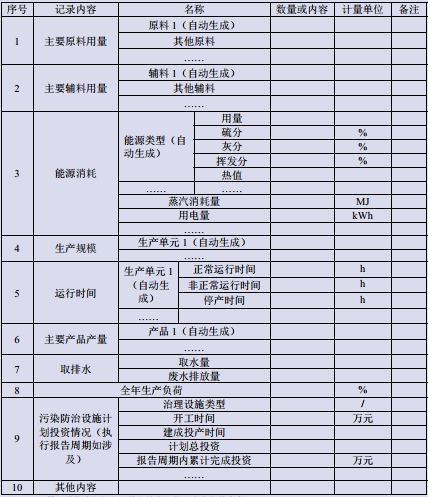 序号 记录内容 名称 数量或内容 计量单位 备注
1 主要原料用量 原料 1（自动生成）
其他原料
……
2 主要辅料用量 辅料 1（自动生成）
其他辅料
……
3 能源消耗 能源类型（自动生成） 用量
硫分 %
灰分 %
挥发分 %
热值
…… ……
蒸汽消耗量 MJ
用电量 kWh
……
4 生产规模 生产单元 1（自动生成）
……
5 运行时间 生产单元 1（自动生成） 正常运行时间 h
非正常运行时间 h
停产时间 h
……
6 主要产品产量 产品 1（自动生成）
……
7 取排水 取水量
废水排放量
8 全年生产负荷 %
9 污染防治设施计划投资情况（执行报告周期如涉及） 治理设施类型 /
开工时间 万元
建成投产时间
计划总投资
报告周期内累计完成投资 万元
……
10 其他内容